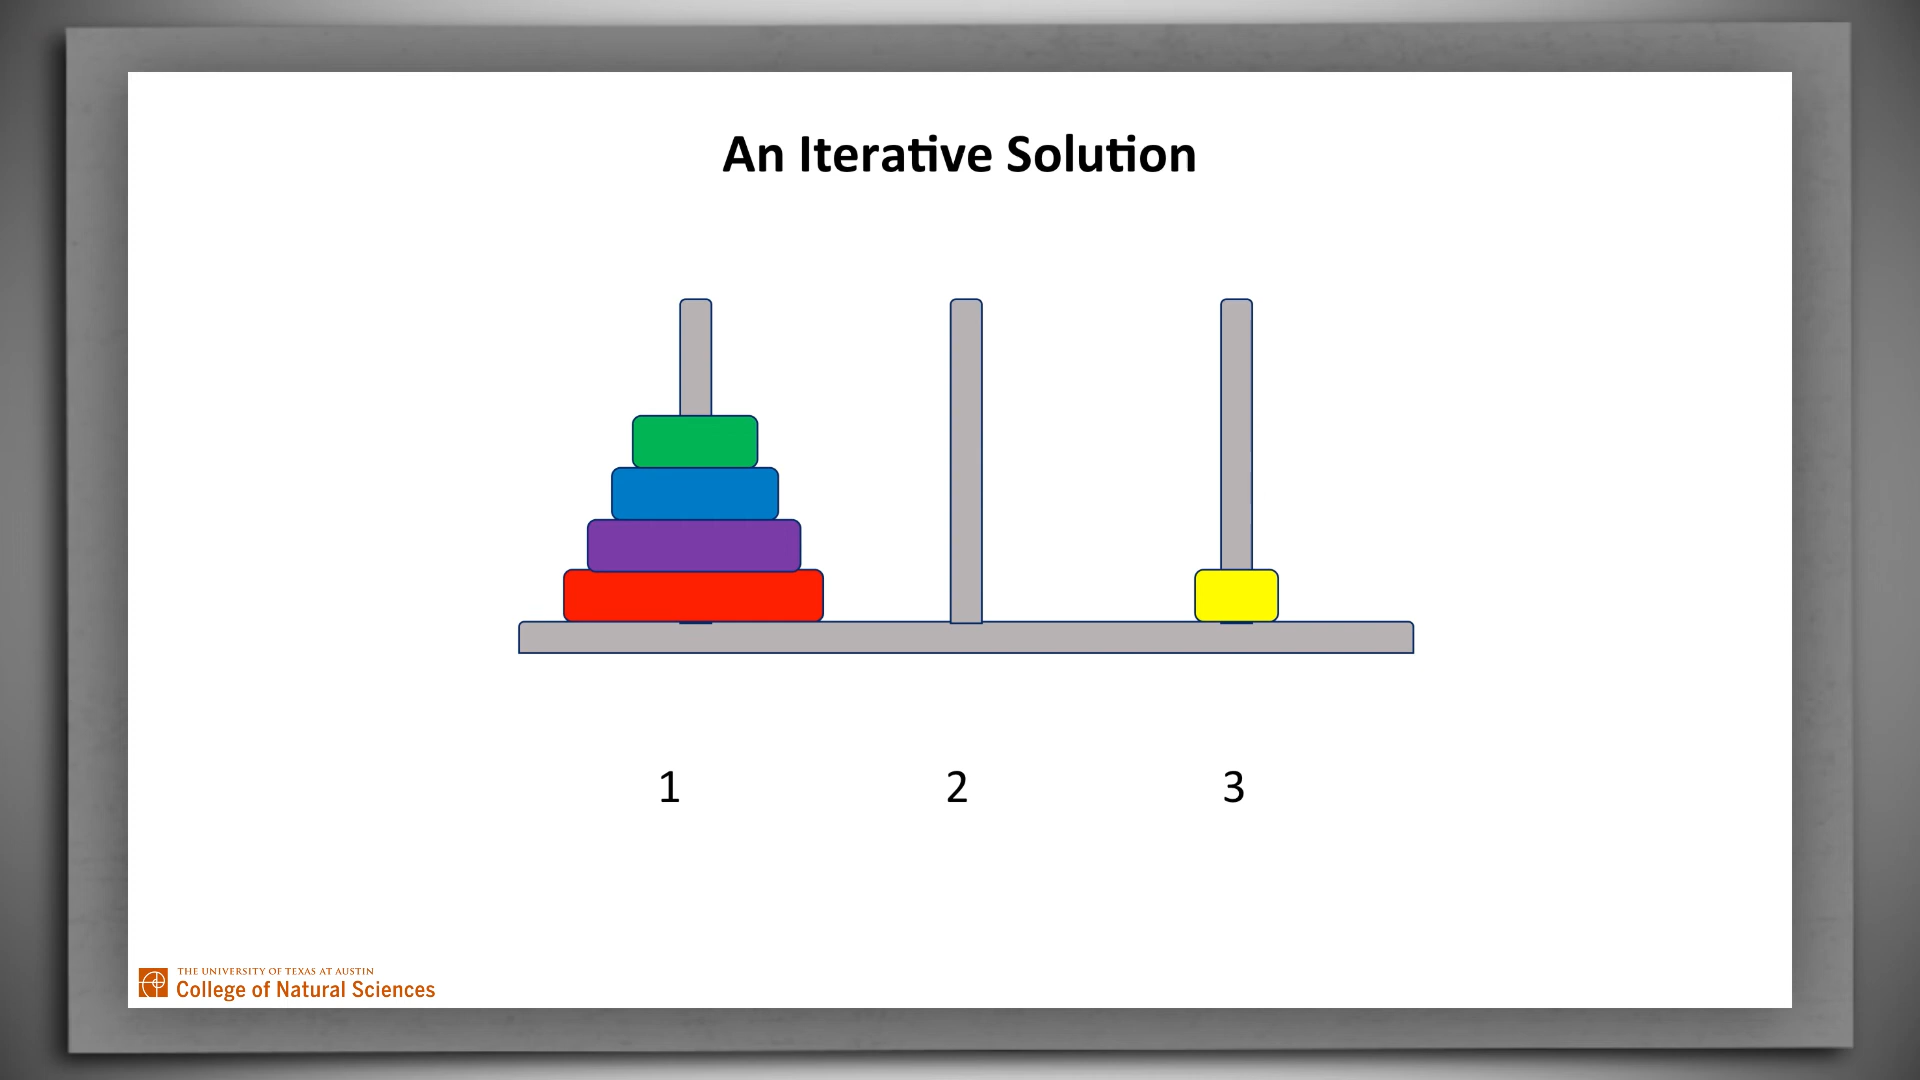 An Iterative Solution
1 2 3
THE UNIVERSITY OF TEXAS AT AUSTIN
College of Natural Sciences